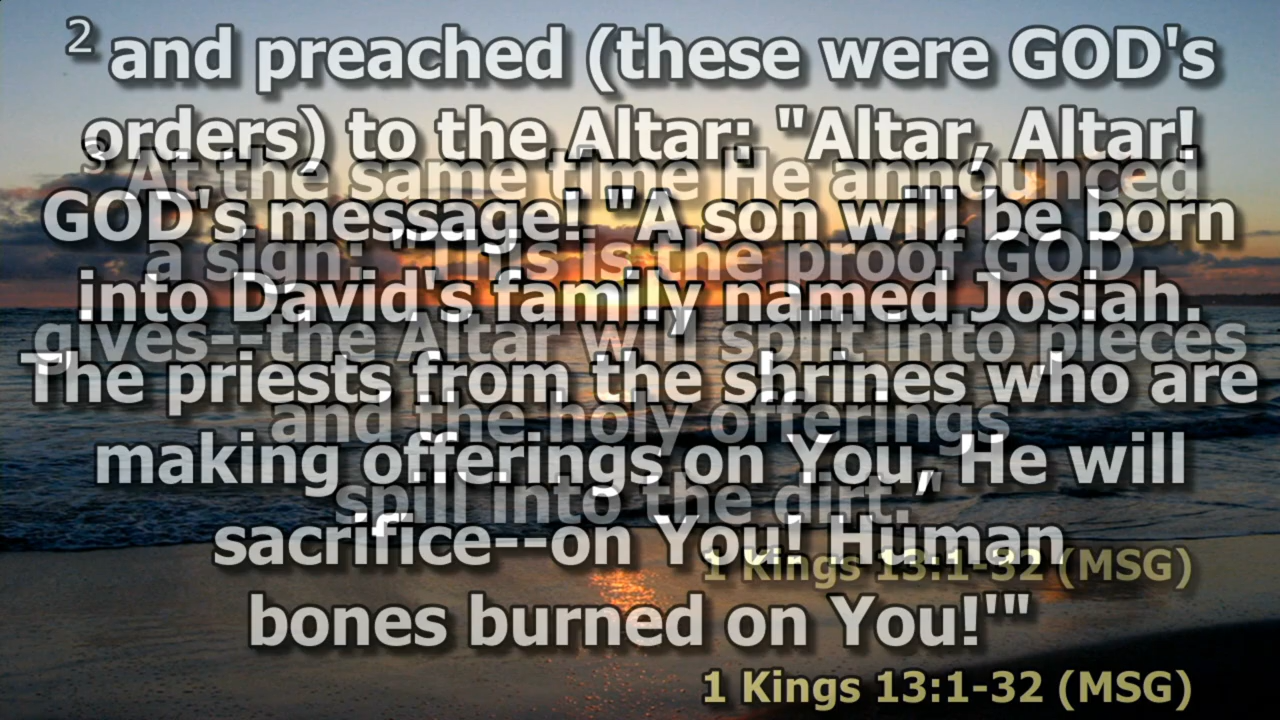 2 and preached (these were GOD's
orders) to the Altar: "Altar, Altar!
GOD's message! "A son will be born
into David's family named Josiah.
The priests from the shrines who are
making offerings on You, He will
sacrifice--on You! Human
bones burned on You!'"
1 Kings 13:1-32 (MSG)
3 At the same time He announced
a sign: "This is the proof GOD
gives--the Altar will split into pieces
and the holy offerings
spill into the dirt."
1 Kings 13:1-32 (MSG)